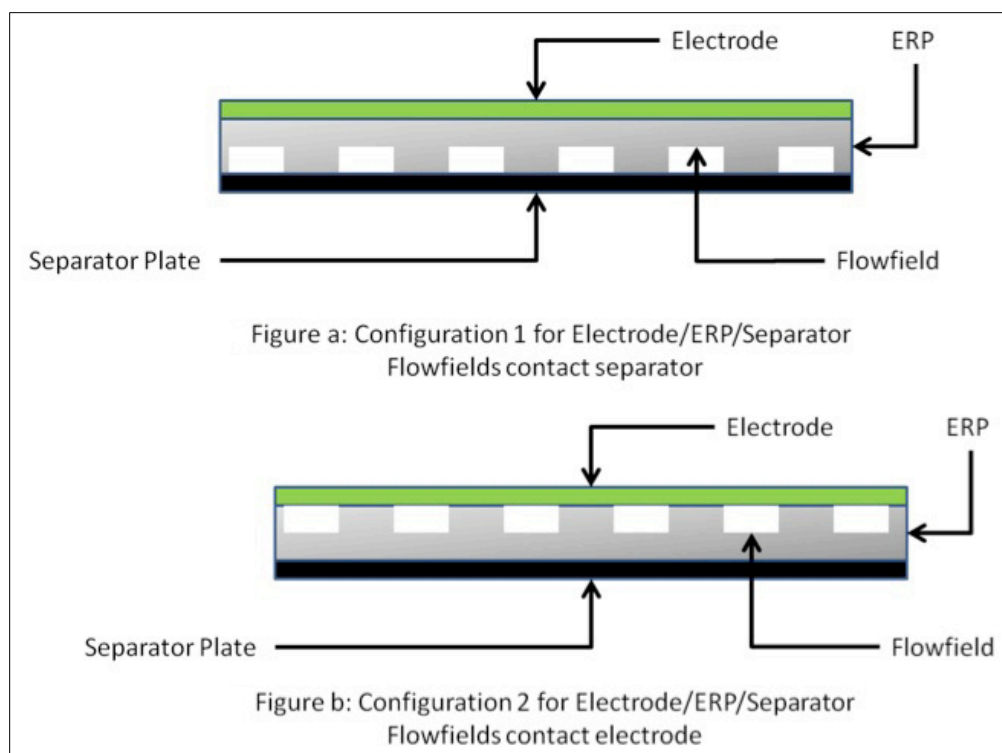 Electrode
ERP
Separator Plate
Flowfield
Figure a: Configuration 1 for Electrode/ERP/Separator
Flowfields contact separator
Electrode
ERP
Separator Plate
Flowfield
Figure b: Configuration 2 for Electrode/ERP/Separator
Flowfields contact electrode